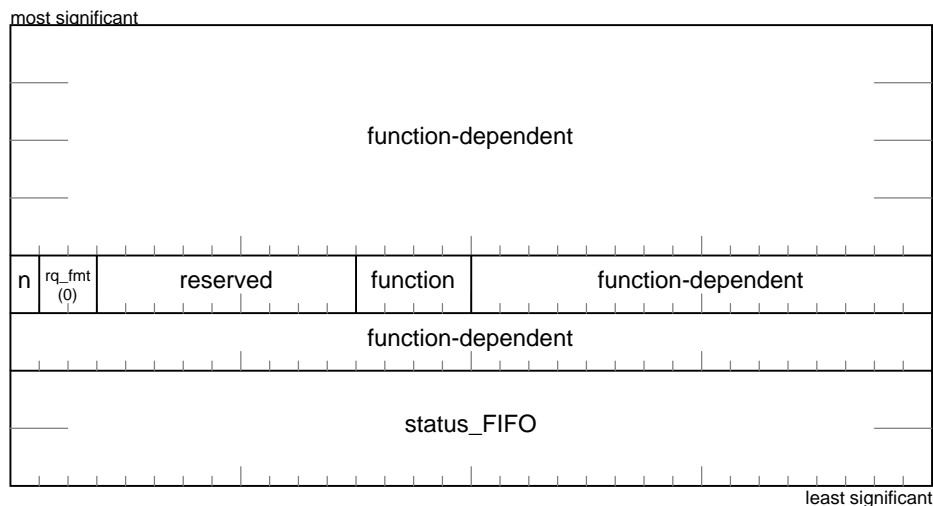 most significant
function-dependent
n rq_fmt (0) reserved function function-dependent
function-dependent
status_FIFO
least significant